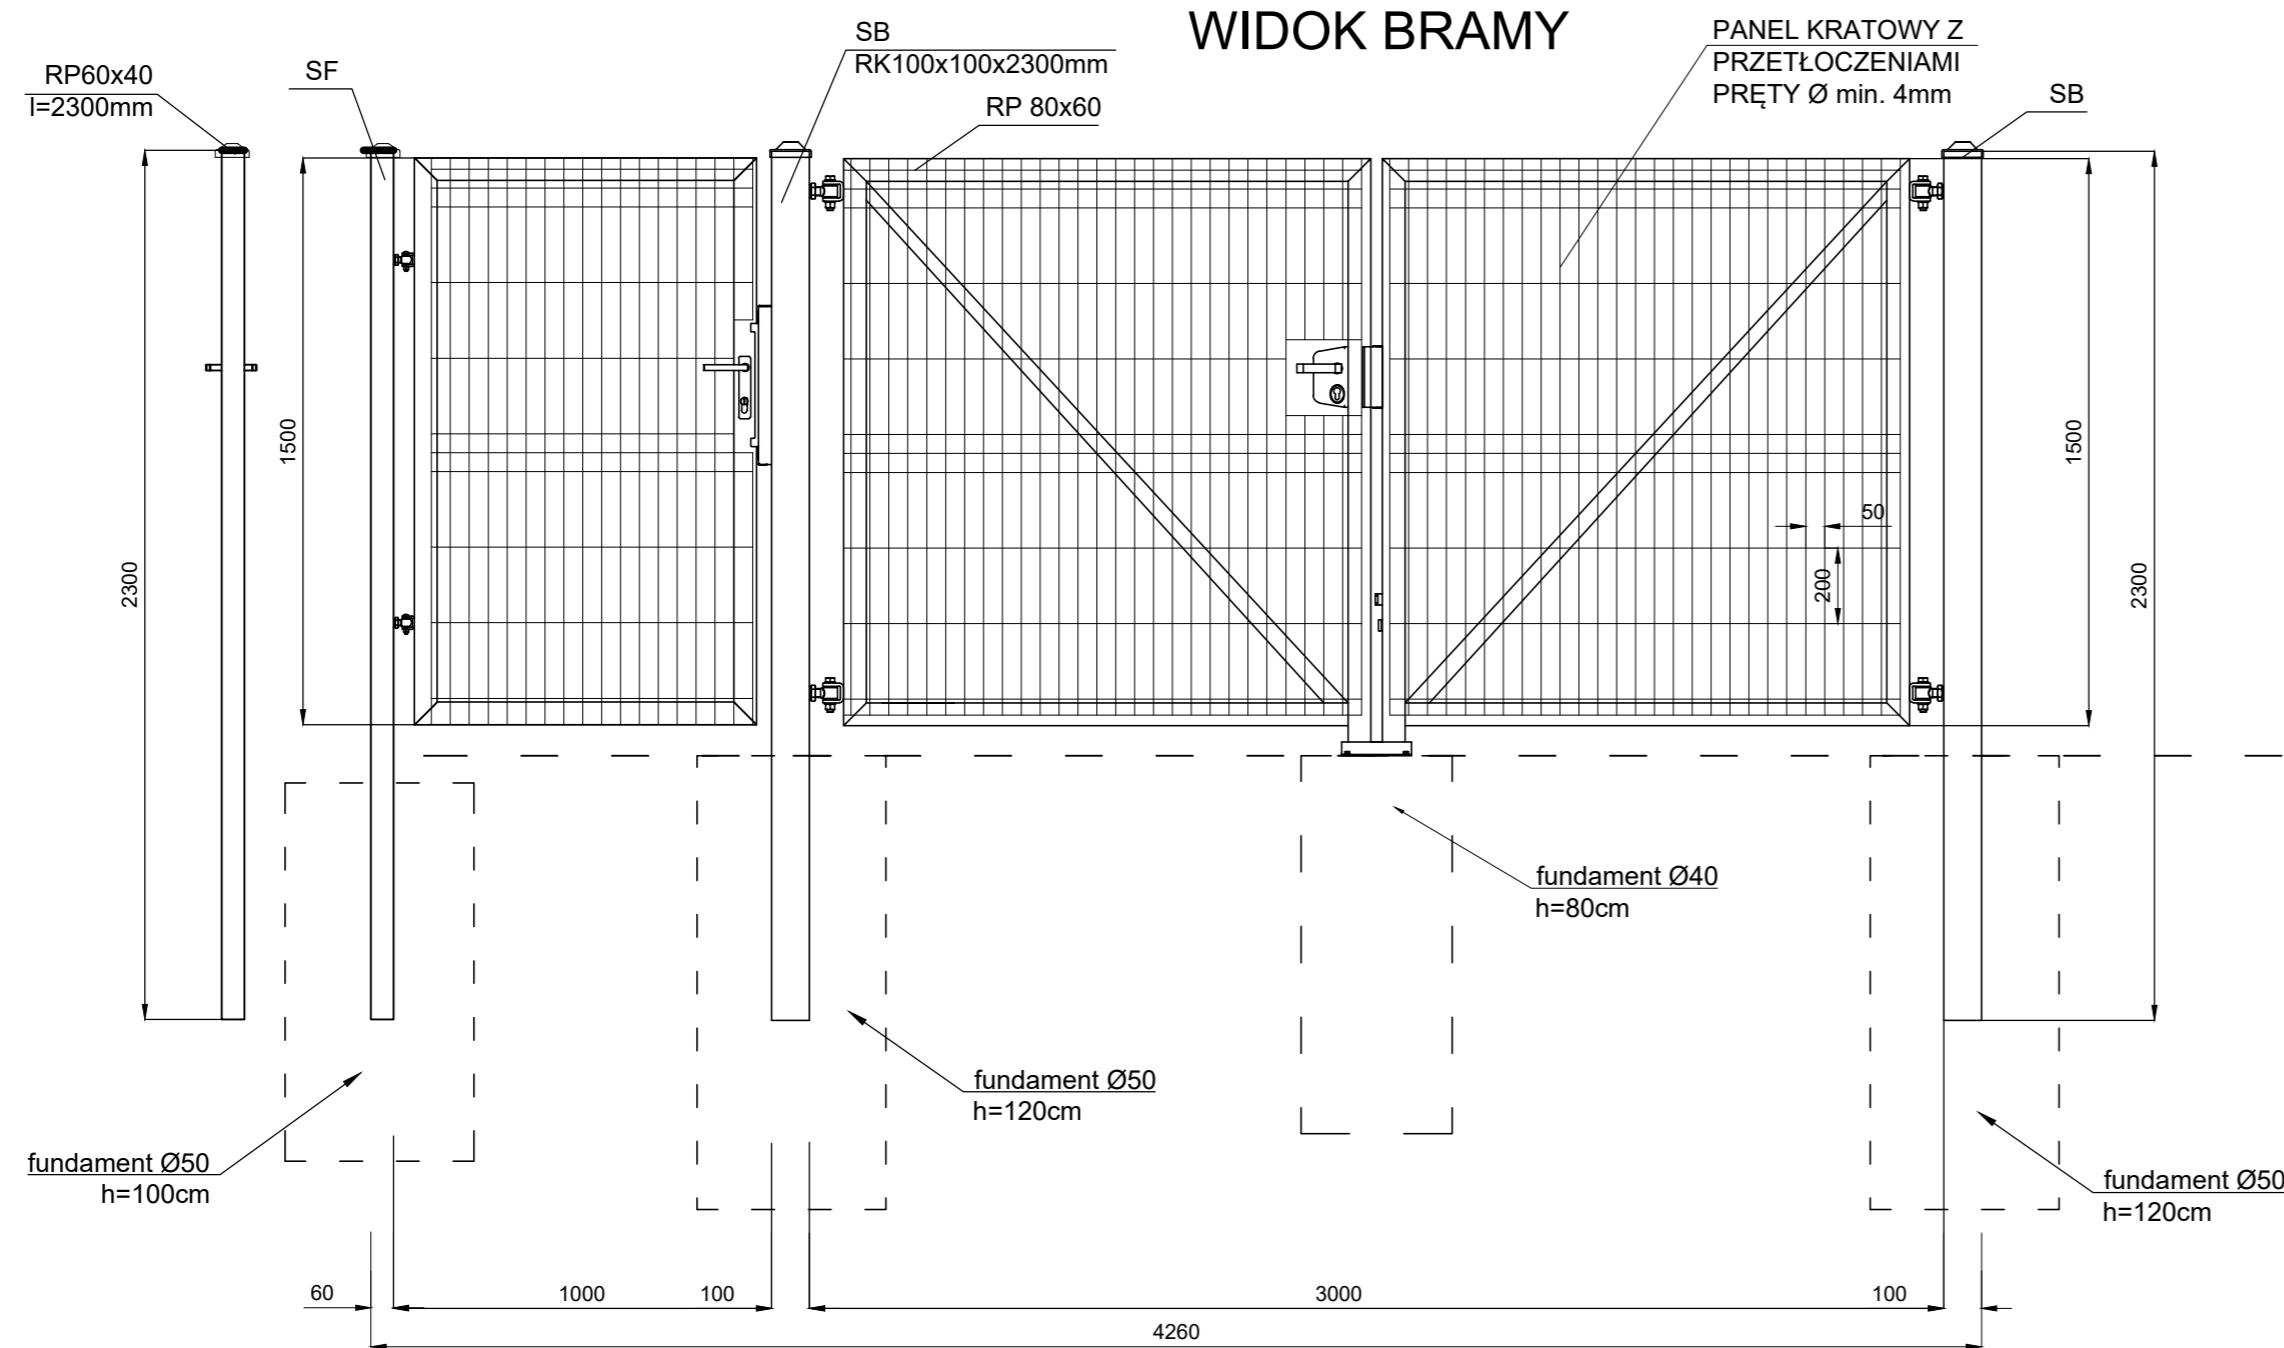 WIDOK BRAMY
RP60x40
l=2300mm
SF
SB
RK100x100x2300mm
RP 80x60
PANEL KRATOWY Z
PRZETŁOCZENIAMI
PRĘTY Ø min. 4mm
SB
2300
1500
50
200
1500
2300
fundament Ø40
h=80cm
fundament Ø50
h=120cm
fundament Ø50
h=100cm
fundament Ø50
h=120cm
60
1000
100
3000
100
4260